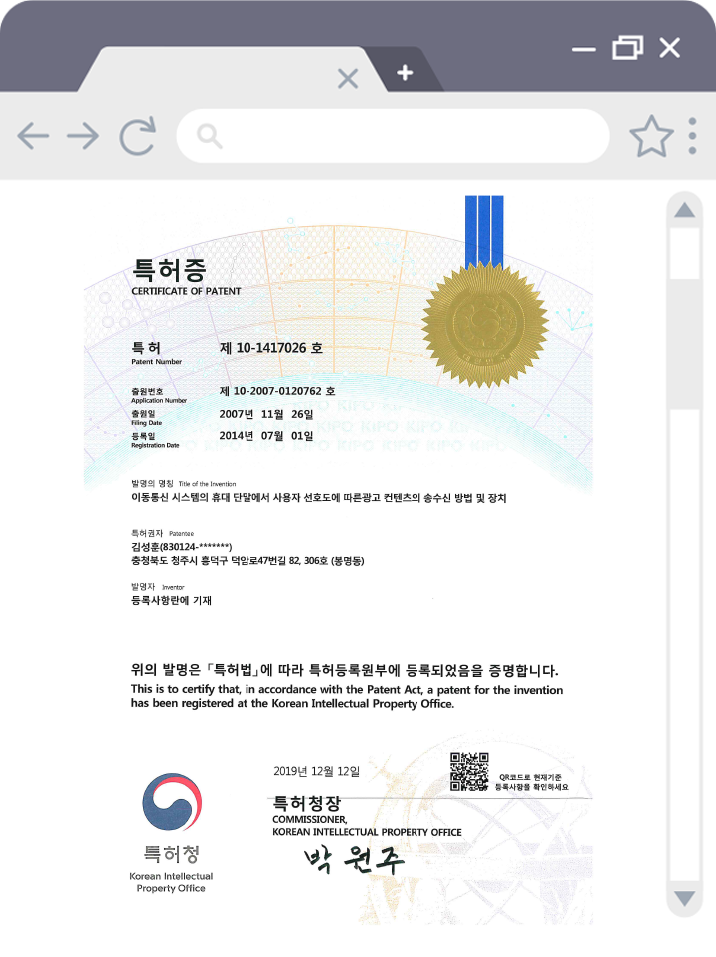 특허증
CERTIFICATE OF PATENT
특 허 제 10-1417026 호
Patent Number
출원번호 제 10-2007-0120762 호
Application Number
출원일 2007년 11월 26일
Filing Date
등록일 2014년 07월 01일
Registration Date
KIPO KIPO KIPO KIPO KIPO
발명의 명칭 Title of the Invention
이동통신 시스템의 휴대 단말에서 사용자 선호도에 따른광고 컨텐츠의 송수신 방법 및 장치
특허권자 Patentee
김성훈(830124-*******)
충청북도 청주시 흥덕구 덕암로47번길 82, 306호 (봉명동)
발명자 Inventor
등록사항란에 기재
위의 발명은 「특허법」에 따라 특허등록원부에 등록되었음을 증명합니다.
This is to certify that, in accordance with the Patent Act, a patent for the invention
has been registered at the Korean Intellectual Property Office.
2019년 12월 12일
QR코드로 현재기준
등록사항을 확인하세요
특허청장
COMMISSIONER,
KOREAN INTELLECTUAL PROPERTY OFFICE
박원주
특허청
Korean Intellectual
Property Office